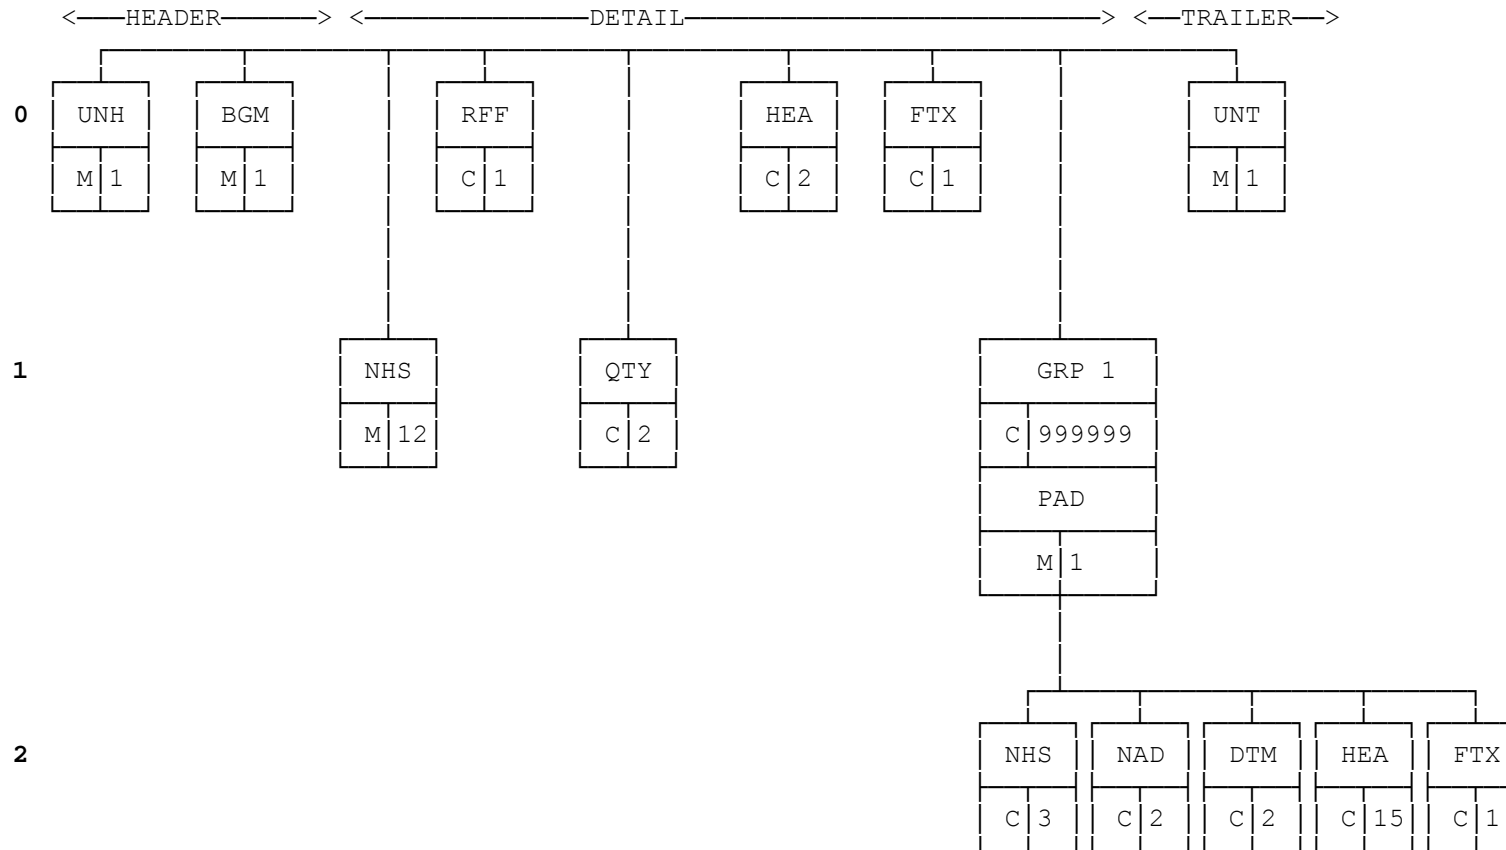 <———HEADER——————> <——————————————DETAIL——————————————————————————> <——TRAILER——>
0 UNH BGM RFF HEA FTX UNT
M 1 M 1 C 1 C 2 C 1 M 1
1 NHS QTY GRP 1
M 12 C 2 C 999999
PAD
M 1
2 NHS NAD DTM HEA FTX
C 3 C 2 C 2 C 15 C 1